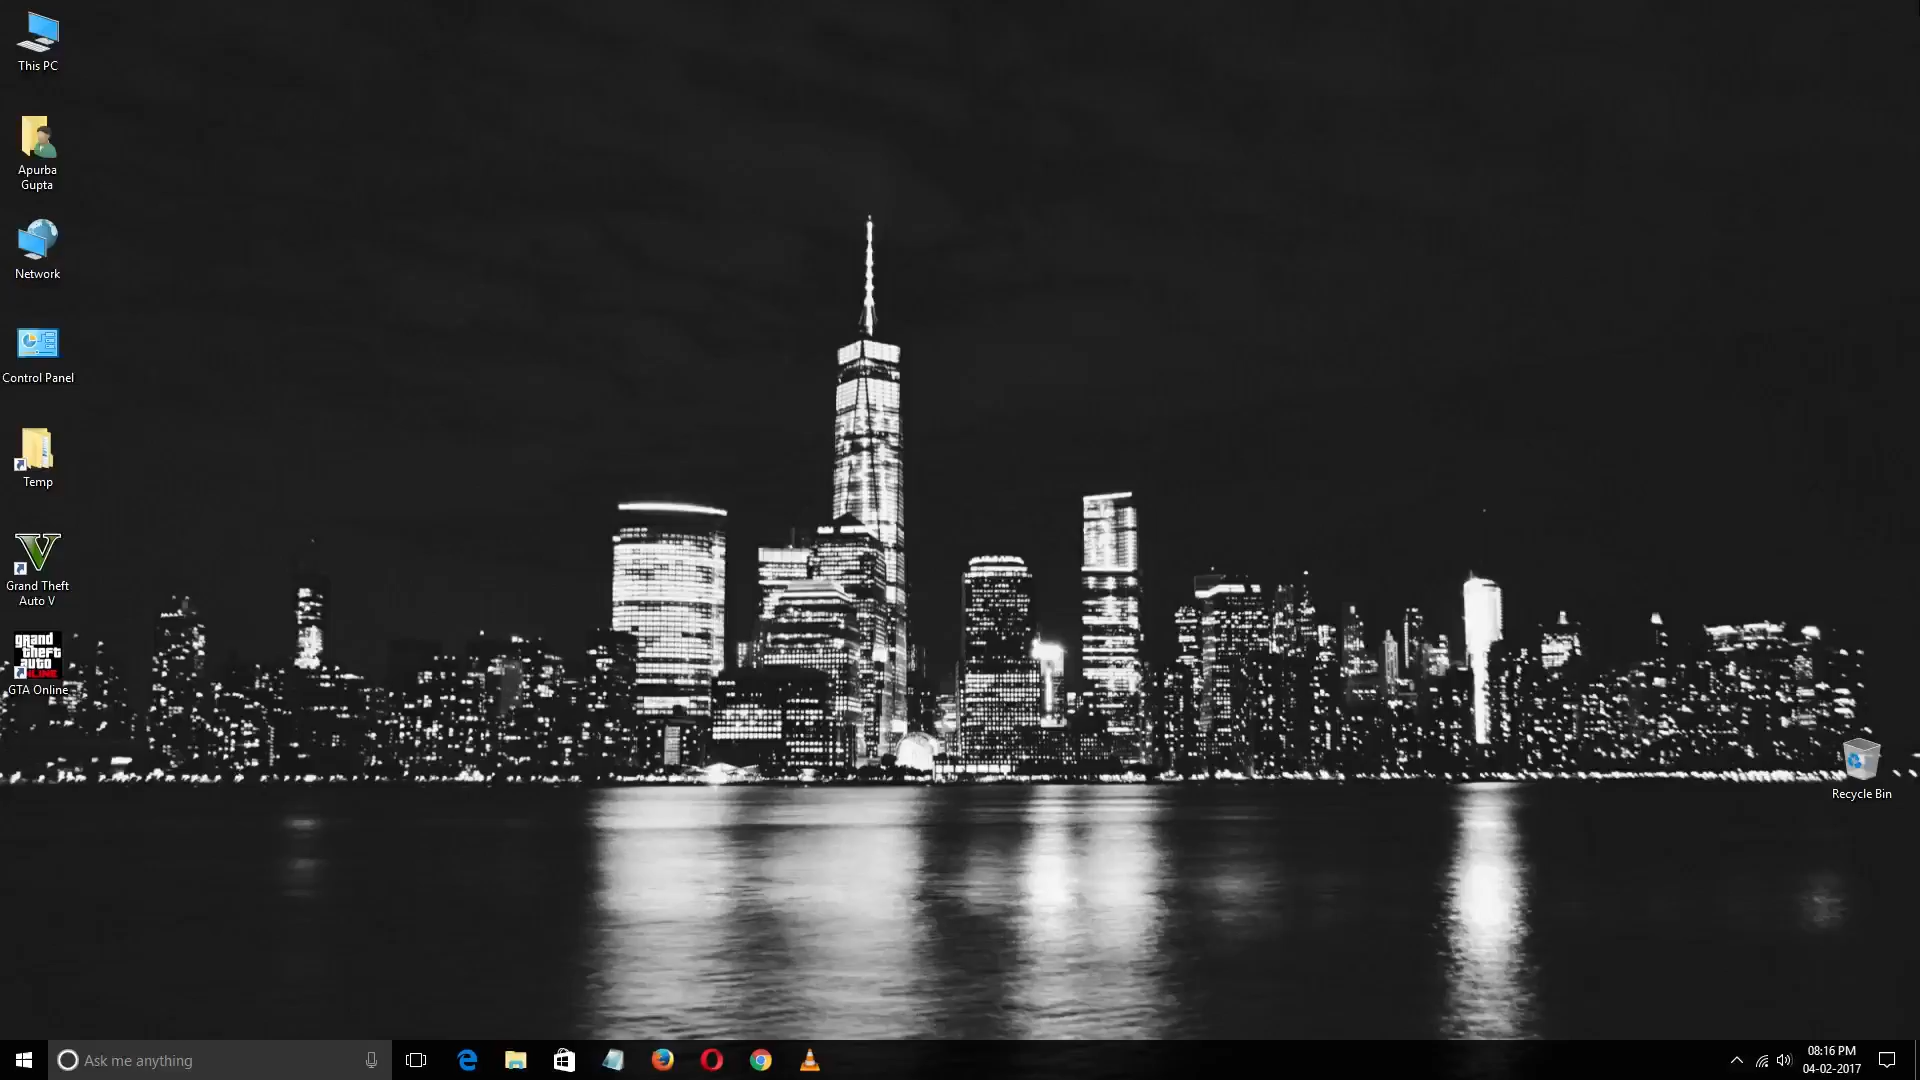 This PC
Apurba
Gupta
Network
Control Panel
Temp
Grand Theft
Auto V
grand
theft
auto
ONLINE
GTA Online
Recycle Bin
Ask me anything
08:16 PM
04-02-2017